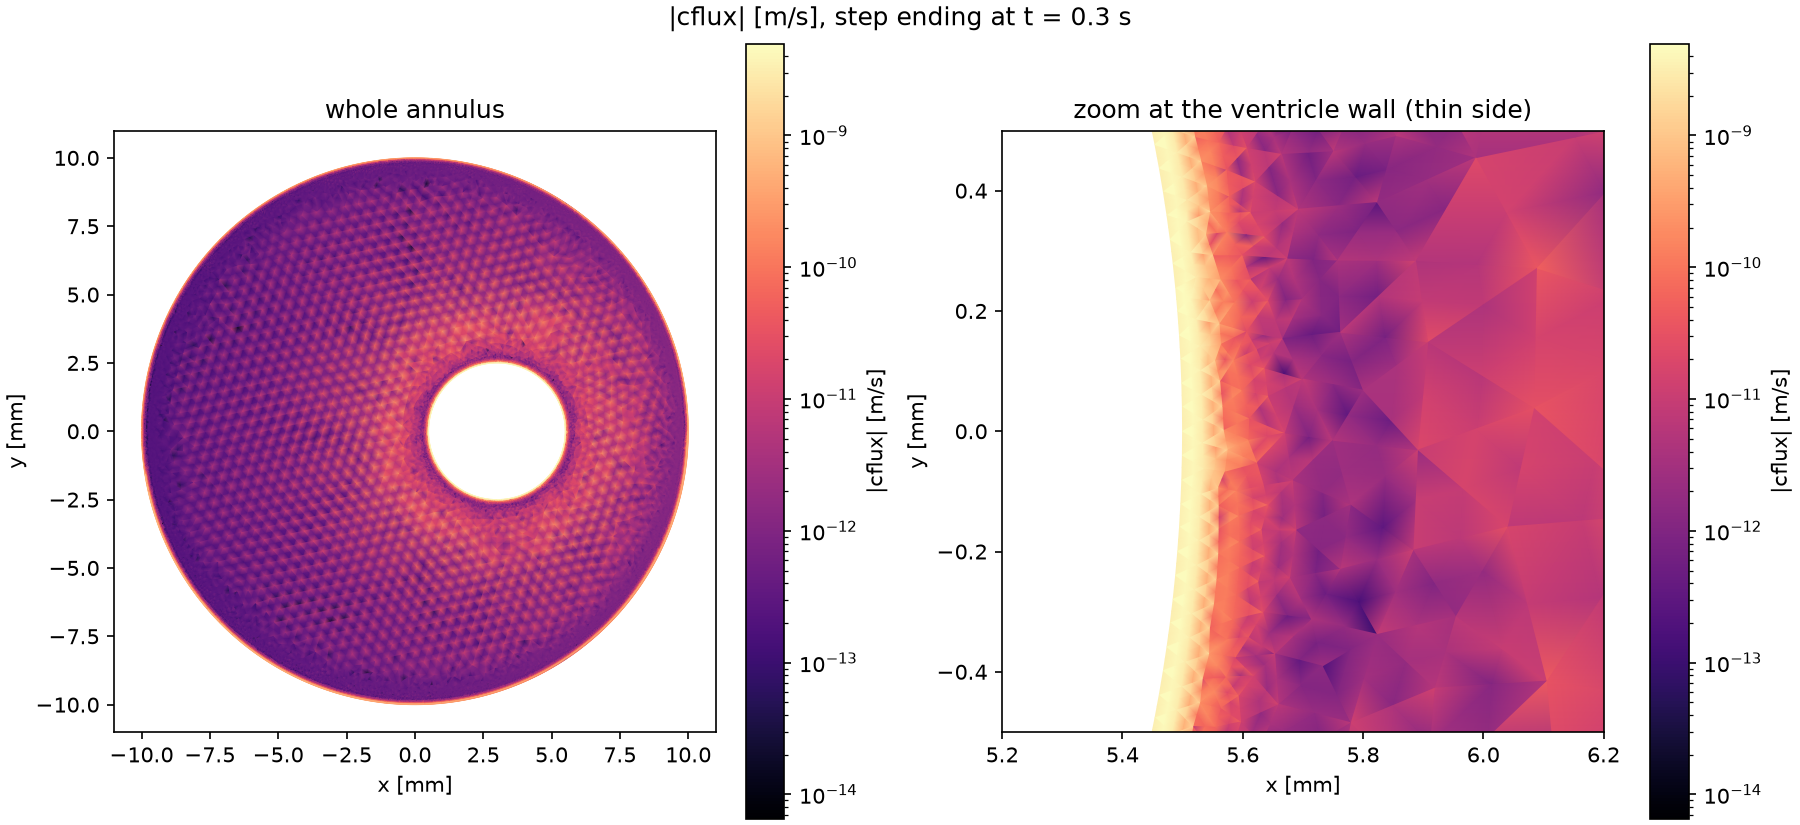 |cflux| [m/s], step ending at t = 0.3 s
whole annulus
10.0
7.5
5.0
2.5
0.0
−2.5
−5.0
−7.5
−10.0
y [mm]
−10.0 −7.5 −5.0 −2.5 0.0 2.5 5.0 7.5 10.0
x [mm]
10⁻⁹
10⁻¹⁰
10⁻¹¹
10⁻¹²
10⁻¹³
10⁻¹⁴
|cflux| [m/s]
zoom at the ventricle wall (thin side)
0.4
0.2
0.0
−0.2
−0.4
y [mm]
5.2 5.4 5.6 5.8 6.0 6.2
x [mm]
10⁻⁹
10⁻¹⁰
10⁻¹¹
10⁻¹²
10⁻¹³
10⁻¹⁴
|cflux| [m/s]